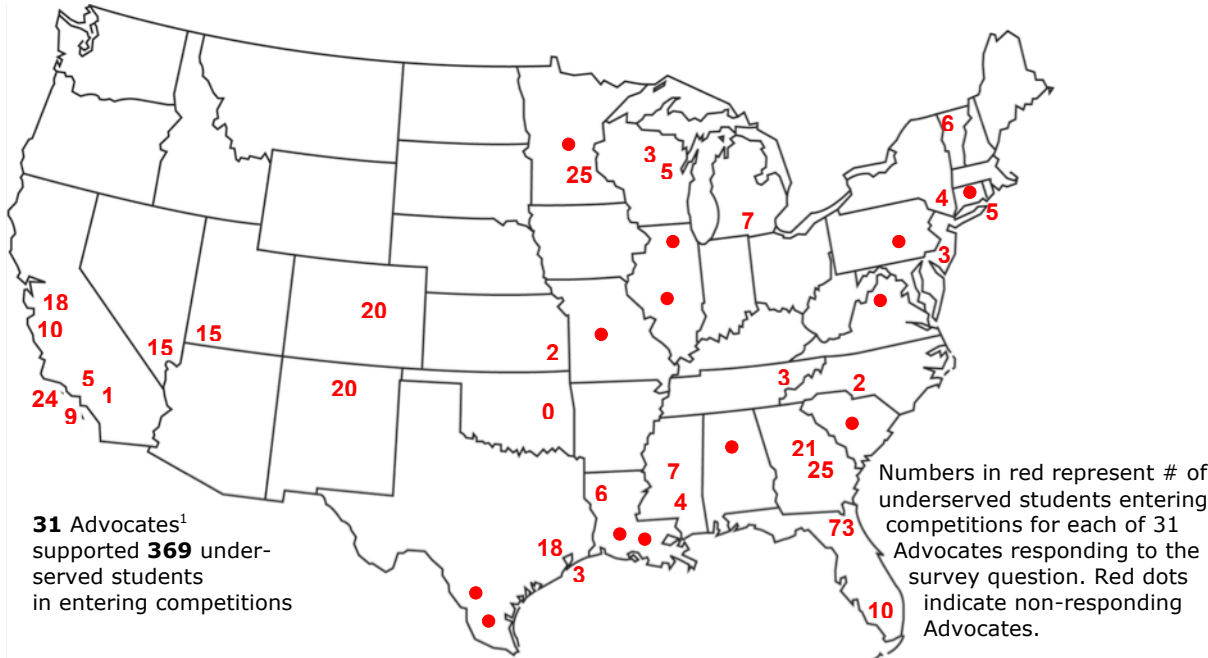 6
3
5
25
4
5
7
3
18
20
10
15
15
2
5
3
1
20
2
24
0
9
21
7
25
6
4
73
18
3
10
31 Advocates¹
supported 369 under-
served students
in entering competitions
Numbers in red represent # of
underserved students entering
competitions for each of 31
Advocates responding to the
survey question. Red dots
indicate non-responding
Advocates.